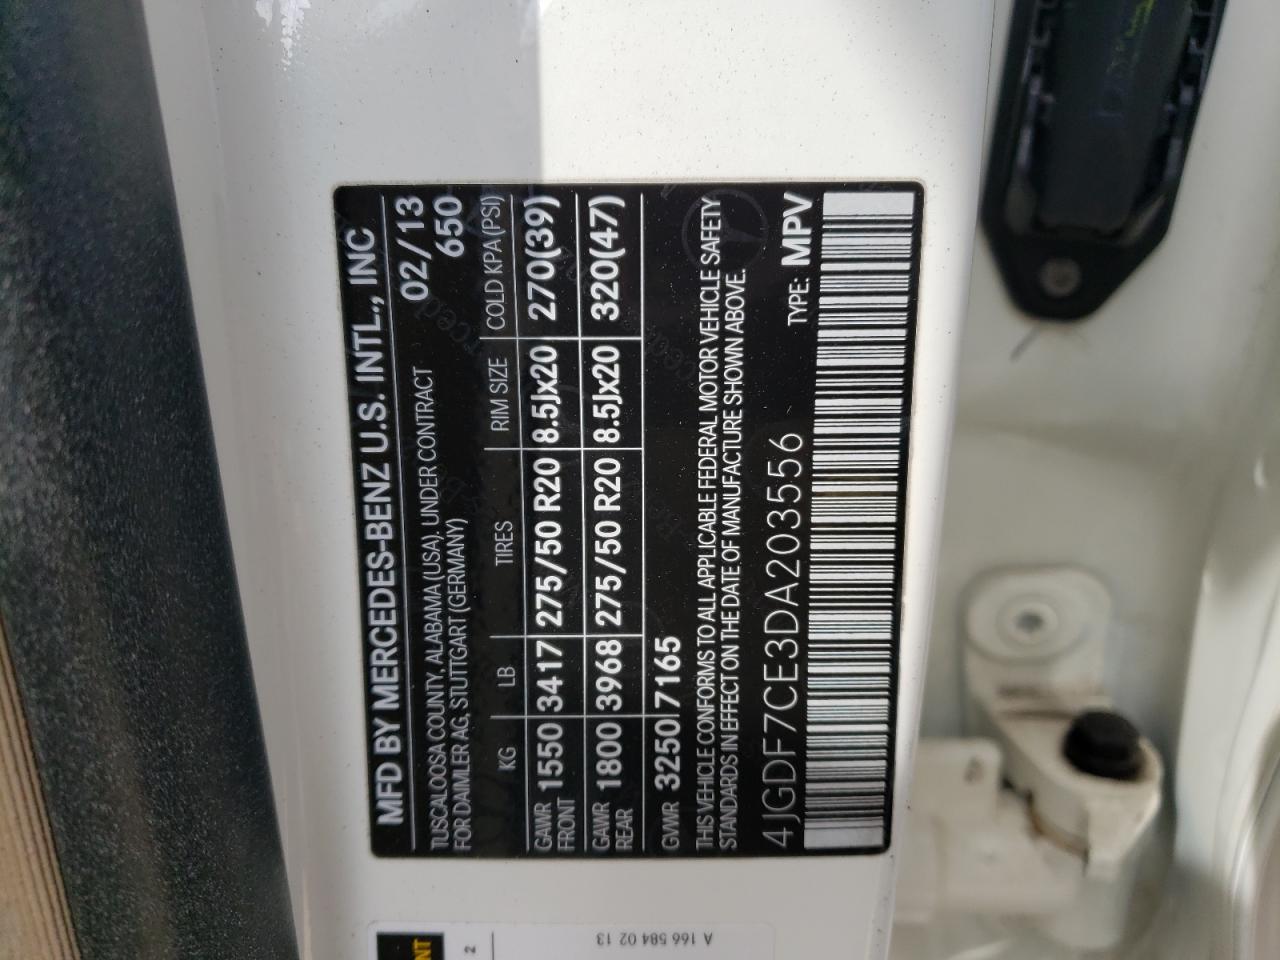 MFD BY MERCEDES-BENZ U.S. INTL., INC
02/13
TUSCALOOSA COUNTY, ALABAMA (USA), UNDER CONTRACT
650
FOR DAIMLER AG, STUTTGART (GERMANY)
KG LB TIRES RIM SIZE COLD KPA (PSI)
GAWR FRONT 1550 3417 275/50 R20 8.5Jx20 270(39)
GAWR REAR 1800 3968 275/50 R20 8.5Jx20 320(47)
GVWR 3250 7165
THIS VEHICLE CONFORMS TO ALL APPLICABLE FEDERAL MOTOR VEHICLE SAFETY
STANDARDS IN EFFECT ON THE DATE OF MANUFACTURE SHOWN ABOVE.
4JGDF7CE3DA203556 TYPE: MPV
2
A 166 584 02 13